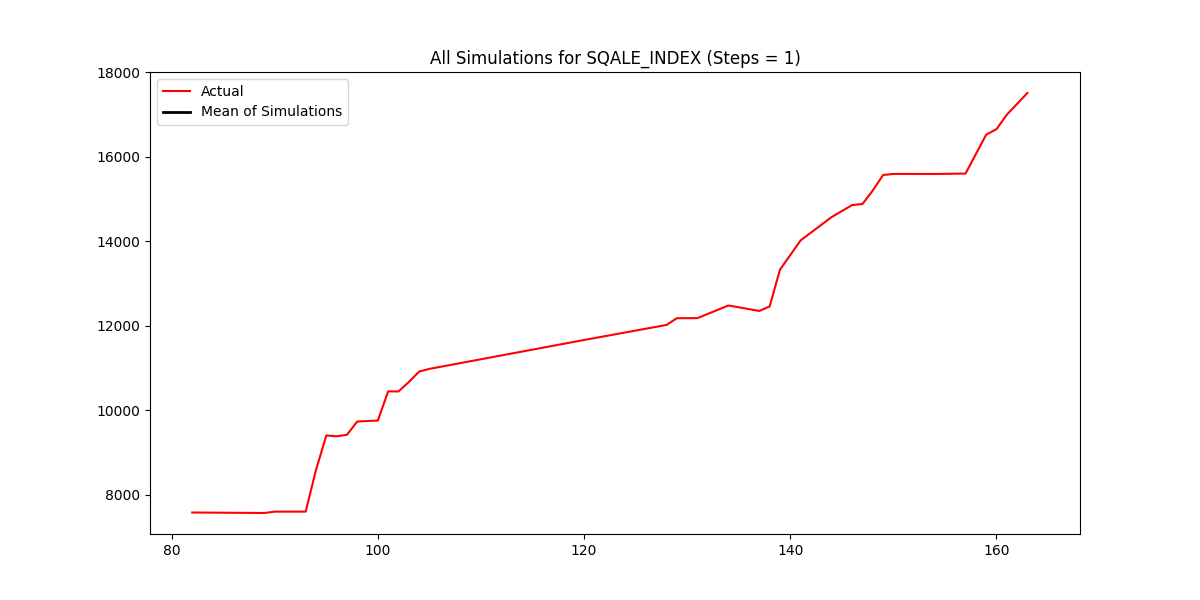 All Simulations for SQALE_INDEX (Steps = 1)
18000
Actual
Mean of Simulations
16000
14000
12000
10000
8000
80 100 120 140 160